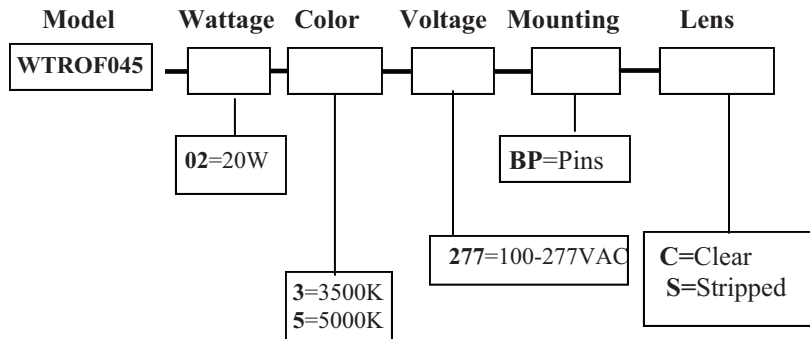 Model Wattage Color Voltage Mounting Lens
WTROF045
02=20W
BP=Pins
277=100-277VAC
C=Clear
S=Stripped
3=3500K
5=5000K